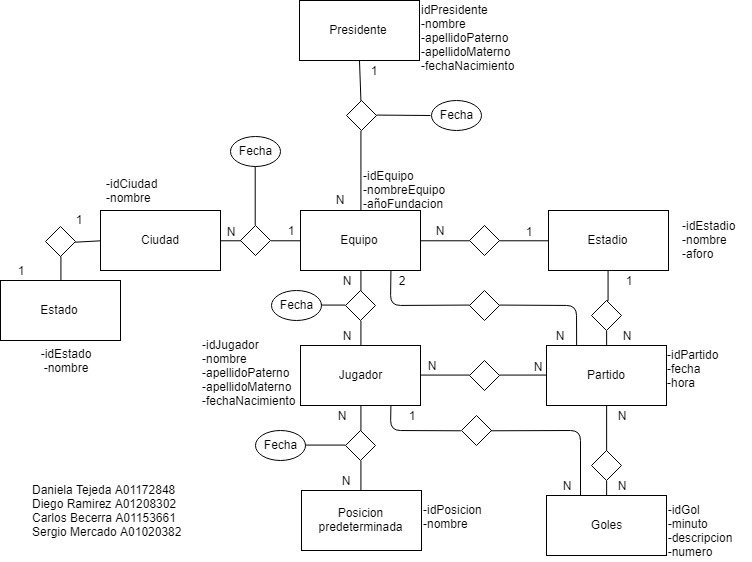 Presidente
idPresidente
-nombre
-apellidoPaterno
-apellidoMaterno
-fechaNacimiento
1
Fecha
Fecha
-idEquipo
-nombreEquipo
-añoFundacion
N
-idCiudad
-nombre
1
Ciudad
N
1
Equipo
N
1
Estadio
-idEstadio
-nombre
-aforo
1
Estado
-idEstado
-nombre
N
2
1
Fecha
N
N
N
-idJugador
-nombre
-apellidoPaterno
-apellidoMaterno
-fechaNacimiento
Jugador
N
N
Partido
-idPartido
-fecha
-hora
N
1
N
Fecha
N
N
N
Posicion
predeterminada
-idPosicion
-nombre
Goles
-idGol
-minuto
-descripcion
-numero
Daniela Tejeda A01172848
Diego Ramirez A01208302
Carlos Becerra A01153661
Sergio Mercado A01020382